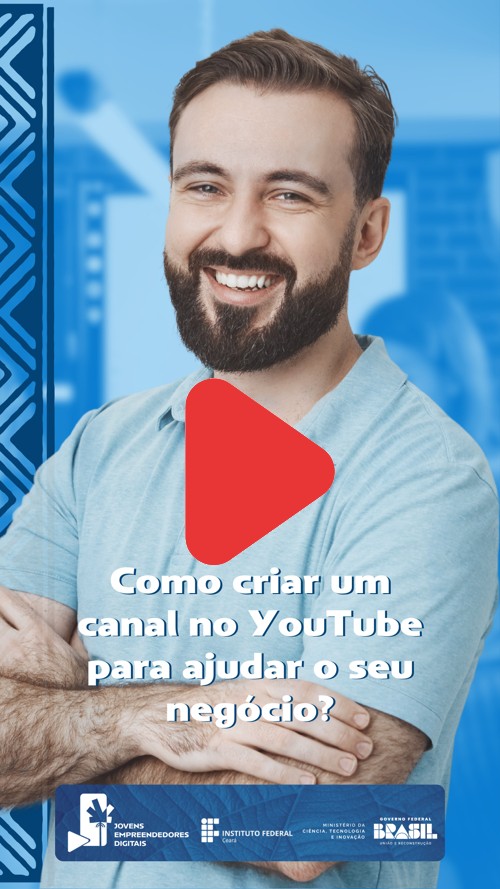 Como criar um
canal no YouTube
para ajudar o seu
negócio?
JOVENS
EMPREENDEDORES
DIGITAIS
INSTITUTO FEDERAL
Ceará
MINISTÉRIO DA
CIÊNCIA, TECNOLOGIA
E INOVAÇÃO
GOVERNO FEDERAL
BRASIL
UNIÃO E RECONSTRUÇÃO